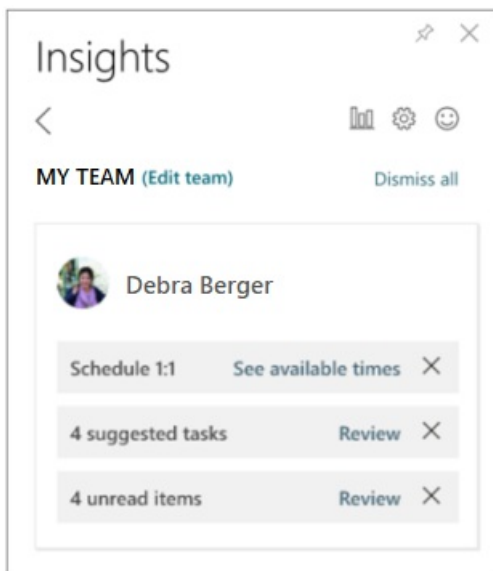 Insights
MY TEAM (Edit team) Dismiss all
Debra Berger
Schedule 1:1 See available times
4 suggested tasks Review
4 unread items Review